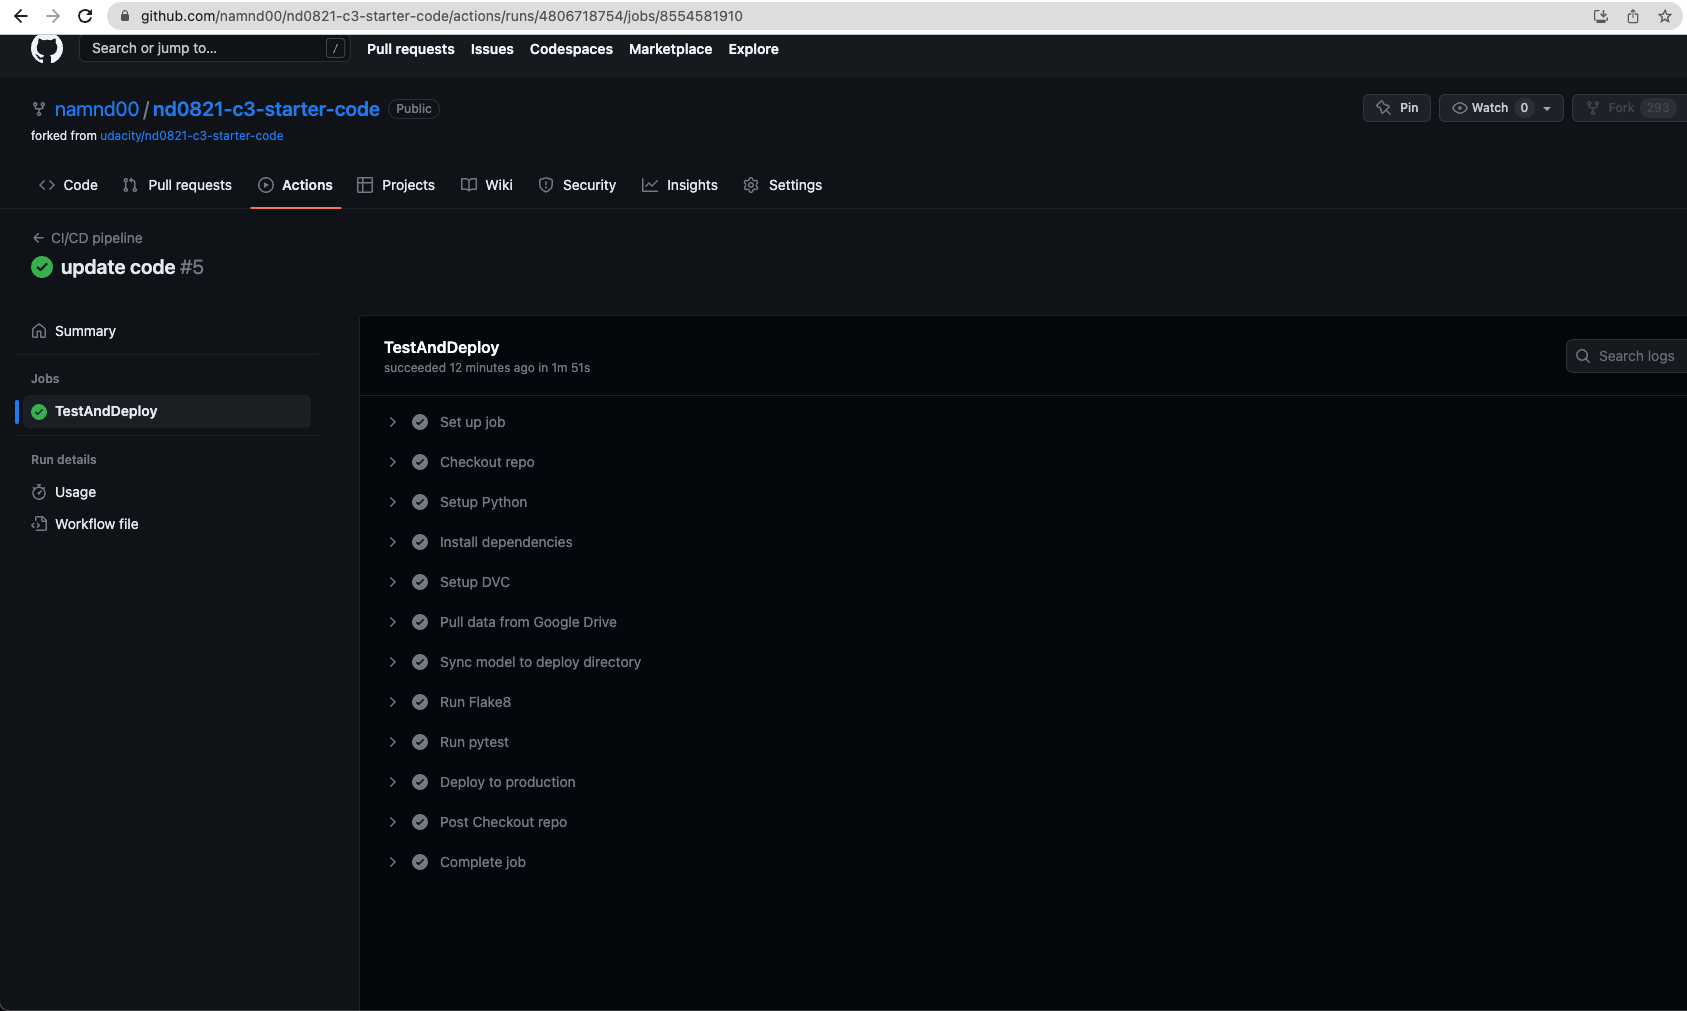 github.com/namnd00/nd0821-c3-starter-code/actions/runs/4806718754/jobs/8554581910
Search or jump to... /
Pull requests Issues Codespaces Marketplace Explore
namnd00 / nd0821-c3-starter-code Public
Pin Watch 0 Fork 293
forked from udacity/nd0821-c3-starter-code
Code Pull requests Actions Projects Wiki Security Insights Settings
← CI/CD pipeline
update code #5
Summary
Jobs
TestAndDeploy
Run details
Usage
Workflow file
TestAndDeploy
succeeded 12 minutes ago in 1m 51s
Search logs
Set up job
Checkout repo
Setup Python
Install dependencies
Setup DVC
Pull data from Google Drive
Sync model to deploy directory
Run Flake8
Run pytest
Deploy to production
Post Checkout repo
Complete job